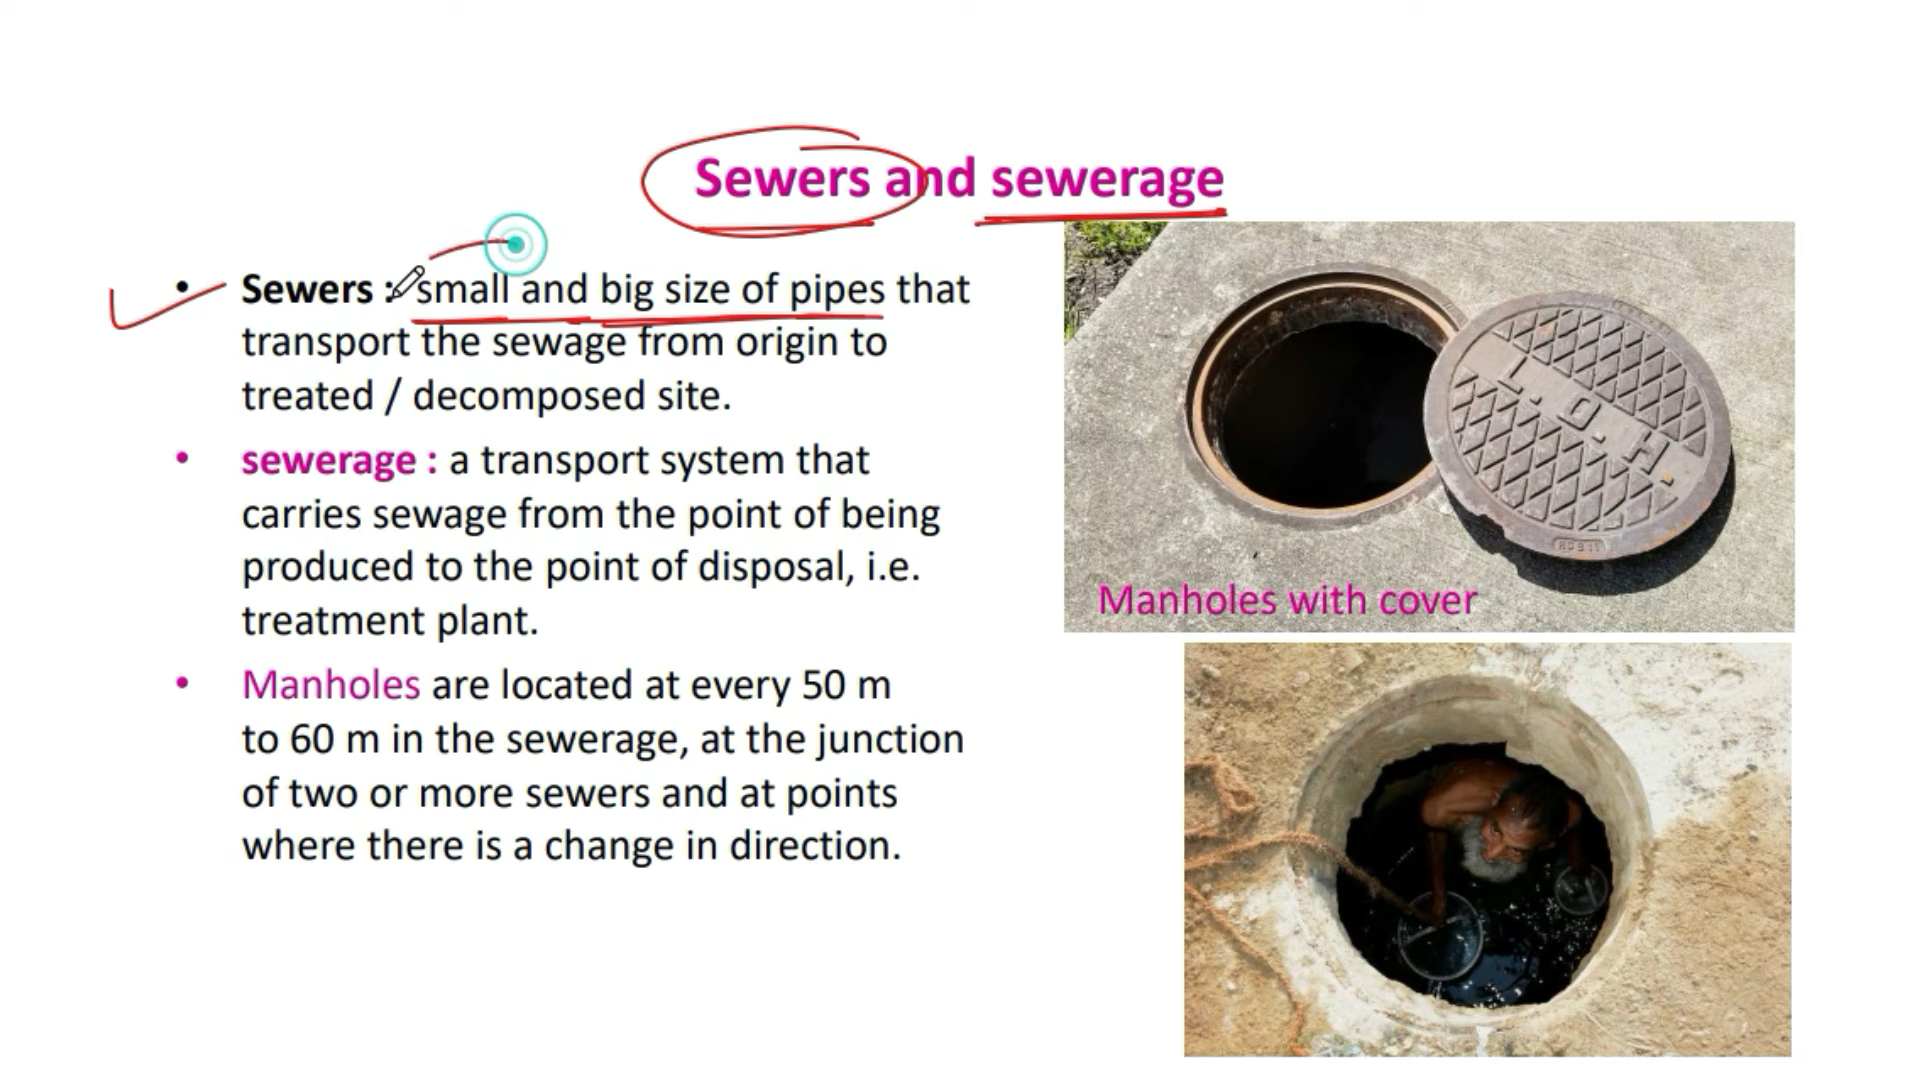 Sewers and sewerage
• Sewers : small and big size of pipes that
transport the sewage from origin to
treated / decomposed site.
• sewerage : a transport system that
carries sewage from the point of being
produced to the point of disposal, i.e.
treatment plant.
• Manholes are located at every 50 m
to 60 m in the sewerage, at the junction
of two or more sewers and at points
where there is a change in direction.
I.O.H.
Manholes with cover